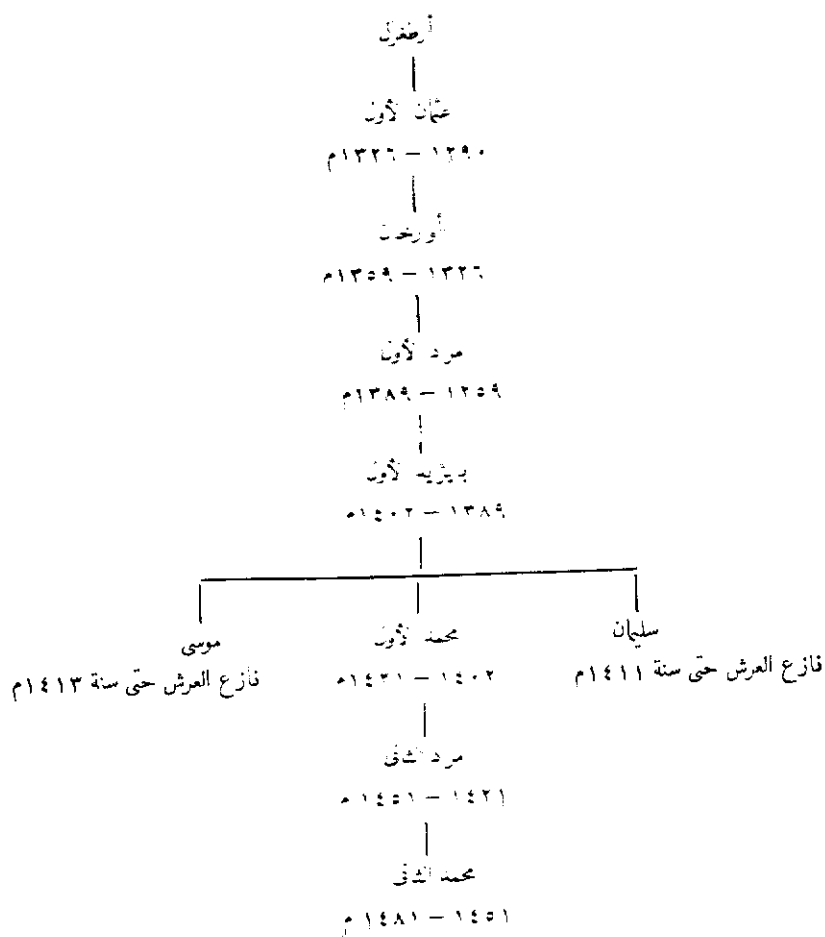 أرطغرل
عثمان الأول
١٢٩٠ – ١٣٢٦م
أورخان
١٣٢٦ – ١٣٥٩م
مراد الأول
١٢٥٩ – ١٣٨٩م
بايزيد الأول
١٣٨٩ – ١٤٠٢م
سليمان
نازع العرش حتى سنة ١٤١١م
محمد الأول
١٤٠٢ – ١٤٢١م
موسى
نازع العرش حتى سنة ١٤١٣م
مراد الثاني
١٤٢١ – ١٤٥١م
محمد الثاني
١٤٥١ – ١٤٨١م